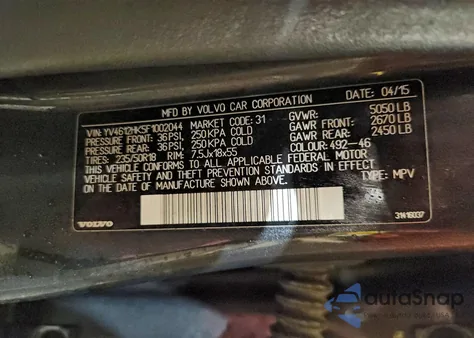 MFD BY VOLVO CAR CORPORATION DATE: 04/15
VIN: YV4612HK5F1002044 MARKET CODE: 31 GVWR: 5050 LB
PRESSURE FRONT: 36 PSI, 250 KPA COLD GAWR FRONT: 2670 LB
PRESSURE REAR: 36 PSI, 250 KPA COLD GAWR REAR: 2450 LB
TIRES: 235/50R18 RIM: 7.5Jx18x55 COLOUR: 492-46
THIS VEHICLE CONFORMS TO ALL APPLICABLE FEDERAL MOTOR
VEHICLE SAFETY AND THEFT PREVENTION STANDARDS IN EFFECT
ON THE DATE OF MANUFACTURE SHOWN ABOVE. TYPE: MPV
VOLVO 31416037
autoSnap